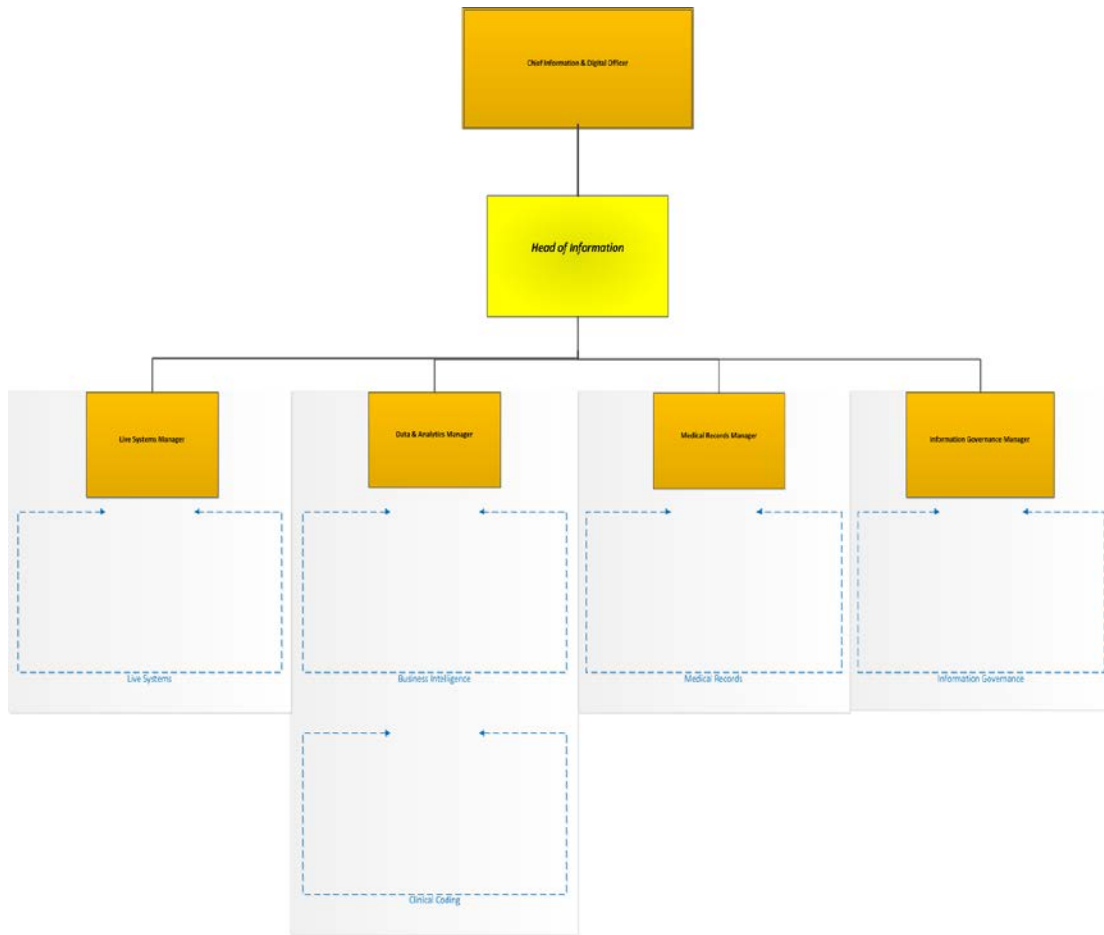 Chief Information & Digital Officer
Head of Information
Live Systems Manager
Data & Analytics Manager
Medical Records Manager
Information Governance Manager
Live Systems
Business Intelligence
Medical Records
Information Governance
Clinical Coding